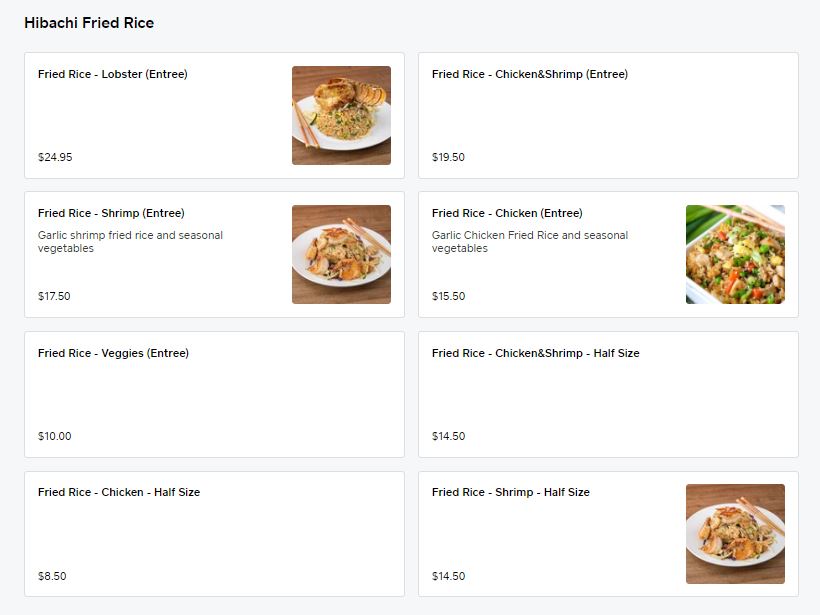 Hibachi Fried Rice
Fried Rice - Lobster (Entree)
$24.95
Fried Rice - Chicken&Shrimp (Entree)
$19.50
Fried Rice - Shrimp (Entree)
Garlic shrimp fried rice and seasonal
vegetables
$17.50
Fried Rice - Chicken (Entree)
Garlic Chicken Fried Rice and seasonal
vegetables
$15.50
Fried Rice - Veggies (Entree)
$10.00
Fried Rice - Chicken&Shrimp - Half Size
$14.50
Fried Rice - Chicken - Half Size
$8.50
Fried Rice - Shrimp - Half Size
$14.50